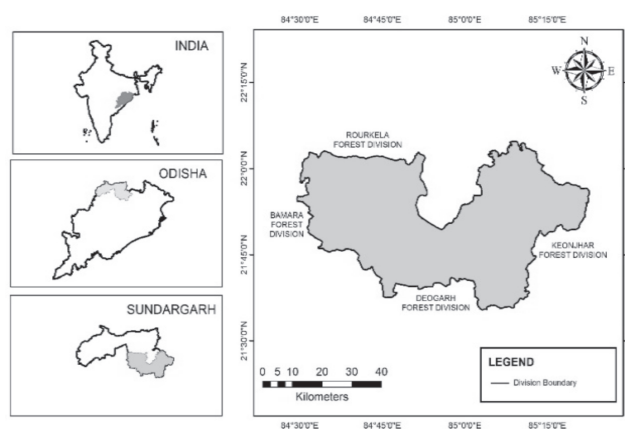 INDIA
ODISHA
SUNDARGARH
84°30'0"E 84°45'0"E 85°0'0"E 85°15'0"E
22°15'0"N
22°0'0"N
21°45'0"N
21°30'0"N
N
W E
S
ROURKELA
FOREST DIVISION
BAMARA
FOREST
DIVISION
KEONJHAR
FOREST DIVISION
DEOGARH
FOREST DIVISION
0 5 10 20 30 40
Kilometers
LEGEND
Division Boundary
84°30'0"E 84°45'0"E 85°0'0"E 85°15'0"E